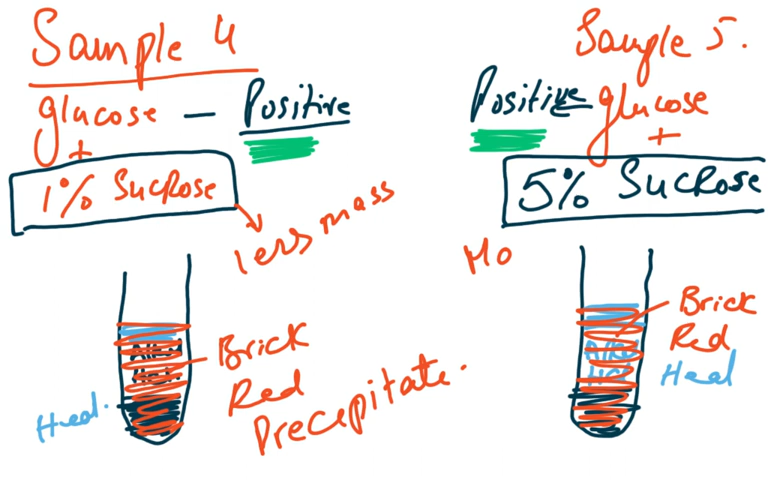 Sample 4
glucose — Positive
+
1% Sucrose
less mass
Brick
Red
Precipitate.
Heat.
Sample 5.
Positive glucose
+
5% Sucrose
Mo
Brick
Red
Heat